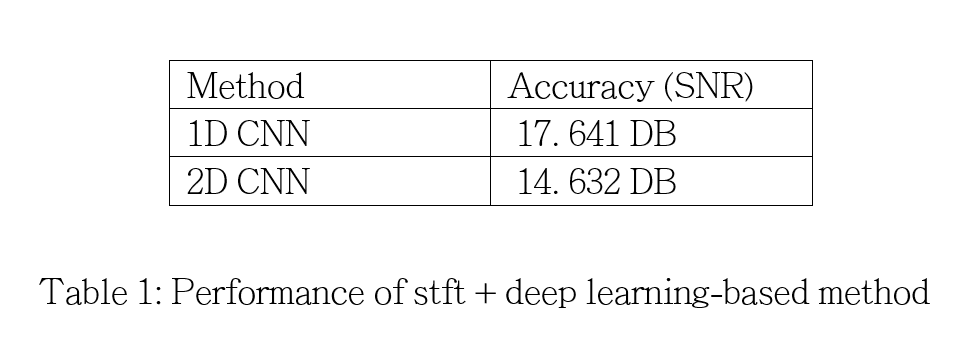 Method Accuracy (SNR)
1D CNN 17. 641 DB
2D CNN 14. 632 DB
Table 1: Performance of stft + deep learning-based method